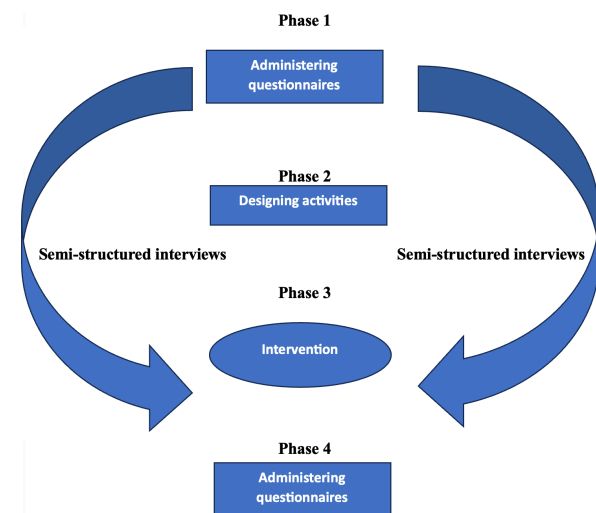 Phase 1
Administering
questionnaires
Phase 2
Designing activities
Semi-structured interviews
Semi-structured interviews
Phase 3
Intervention
Phase 4
Administering
questionnaires